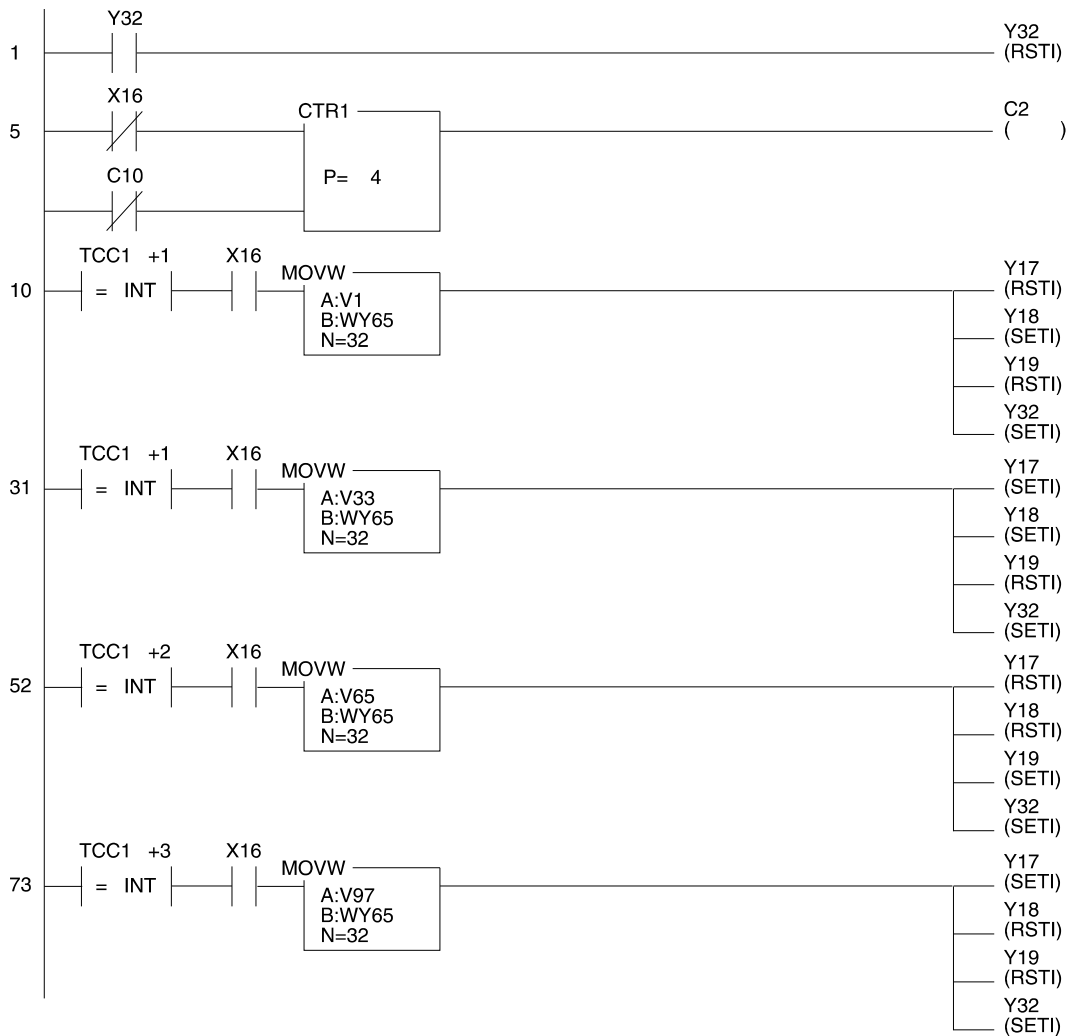 Y32
Y32
1
(RSTI)
X16
CTR1
C2
5
( )
P= 4
C10
TCC1 +1 X16
MOVW
Y17
10
= INT
(RSTI)
A:V1
B:WY65
N=32
Y18
(SETI)
Y19
(RSTI)
Y32
(SETI)
TCC1 +1 X16
MOVW
Y17
31
= INT
(SETI)
A:V33
B:WY65
N=32
Y18
(SETI)
Y19
(RSTI)
Y32
(SETI)
TCC1 +2 X16
MOVW
Y17
52
= INT
(RSTI)
A:V65
B:WY65
N=32
Y18
(RSTI)
Y19
(SETI)
Y32
(SETI)
TCC1 +3 X16
MOVW
Y17
73
= INT
(SETI)
A:V97
B:WY65
N=32
Y18
(RSTI)
Y19
(RSTI)
Y32
(SETI)